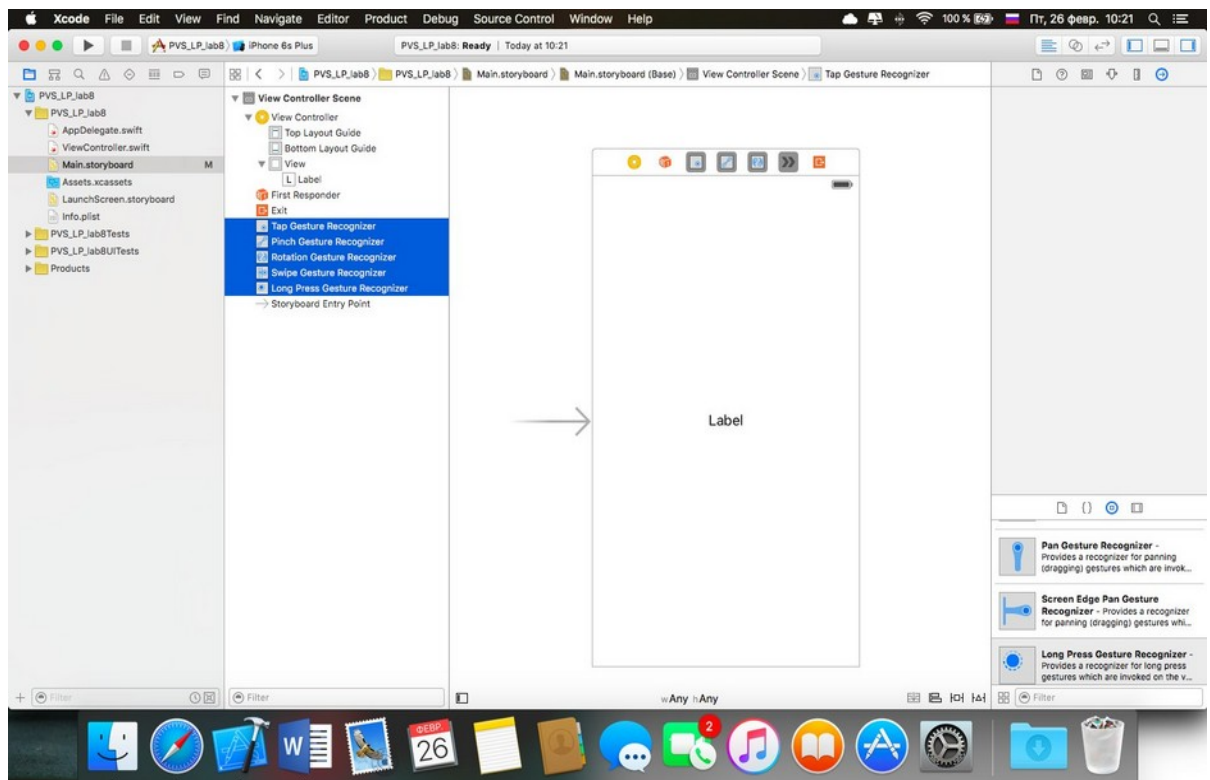 Xcode File Edit View Find Navigate Editor Product Debug Source Control Window Help 100 % Пт, 26 февр. 10:21
PVS_LP_lab8 iPhone 6s Plus PVS_LP_lab8: Ready | Today at 10:21
PVS_LP_lab8 PVS_LP_lab8 Main.storyboard Main.storyboard (Base) View Controller Scene Tap Gesture Recognizer
PVS_LP_lab8
PVS_LP_lab8
AppDelegate.swift
ViewController.swift
Main.storyboard M
Assets.xcassets
LaunchScreen.storyboard
Info.plist
PVS_LP_lab8Tests
PVS_LP_lab8UITests
Products
Filter
View Controller Scene
View Controller
Top Layout Guide
Bottom Layout Guide
View
L Label
First Responder
Exit
Tap Gesture Recognizer
Pinch Gesture Recognizer
Rotation Gesture Recognizer
Swipe Gesture Recognizer
Long Press Gesture Recognizer
Storyboard Entry Point
Filter
Label
wAny hAny
Pan Gesture Recognizer -
Provides a recognizer for panning
(dragging) gestures which are invok...
Screen Edge Pan Gesture
Recognizer - Provides a recognizer
for panning (dragging) gestures whi...
Long Press Gesture Recognizer -
Provides a recognizer for long press
gestures which are invoked on the v...
Filter
W
ФЕВР.
26
2